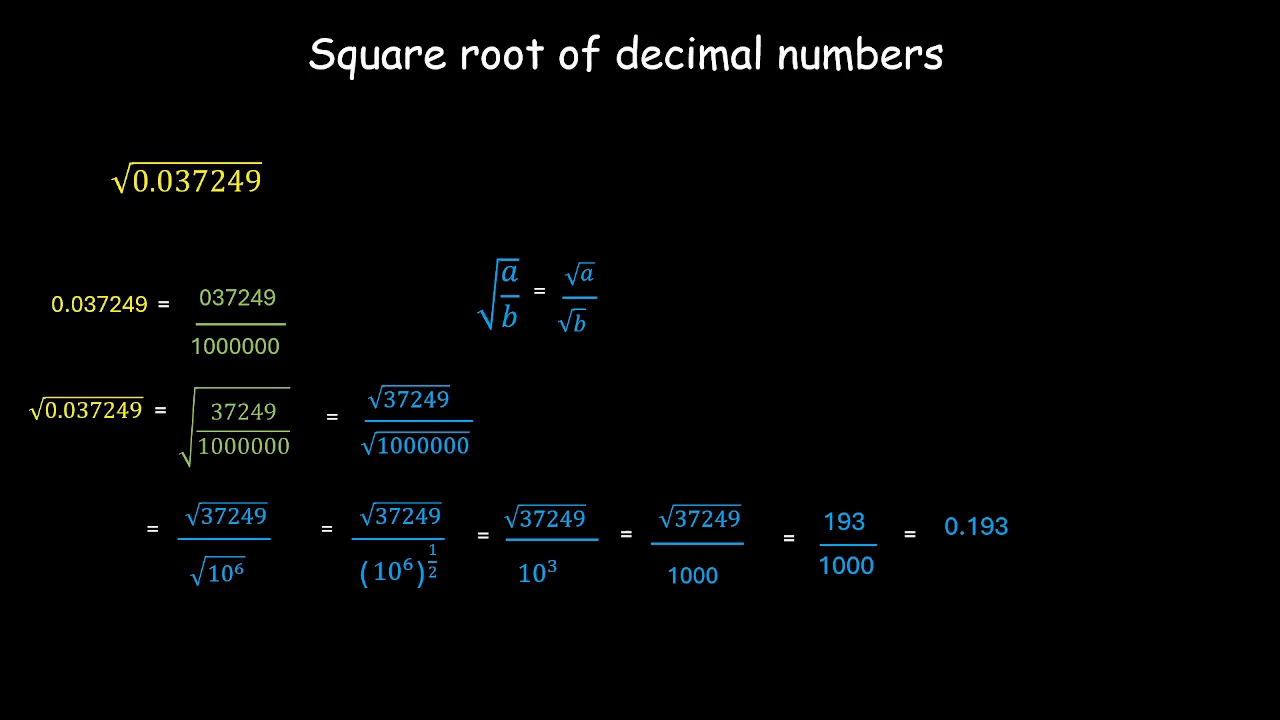 Square root of decimal numbers
√0.037249
√(a/b) = √a/√b
0.037249 = 037249/1000000
√0.037249 = √(37249/1000000) = √37249/√1000000
= √37249/√10⁶ = √37249/(10⁶)^(1/2) = √37249/10³ = √37249/1000 = 193/1000 = 0.193